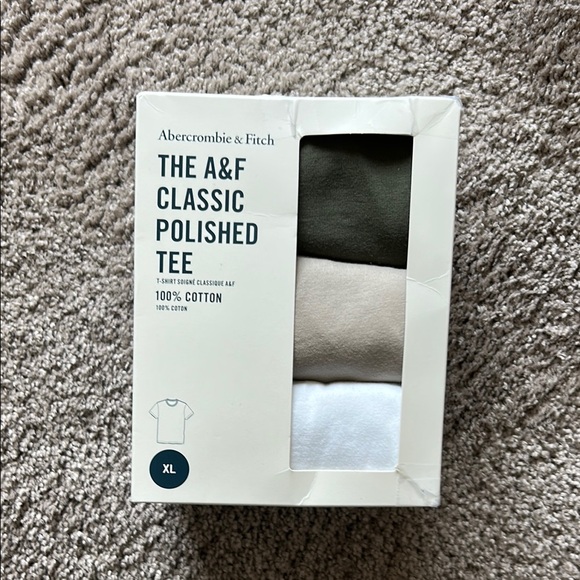 Abercrombie & Fitch
THE A&F
CLASSIC
POLISHED
TEE
T-SHIRT SOIGNÉ CLASSIQUE A&F
100% COTTON
100% COTON
XL